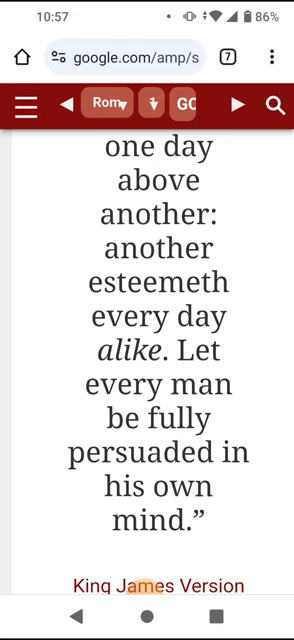 10:57 86%
google.com/amp/s 7
Rom
one day
above
another:
another
esteemeth
every day
alike. Let
every man
be fully
persuaded in
his own
mind.”
King James Version